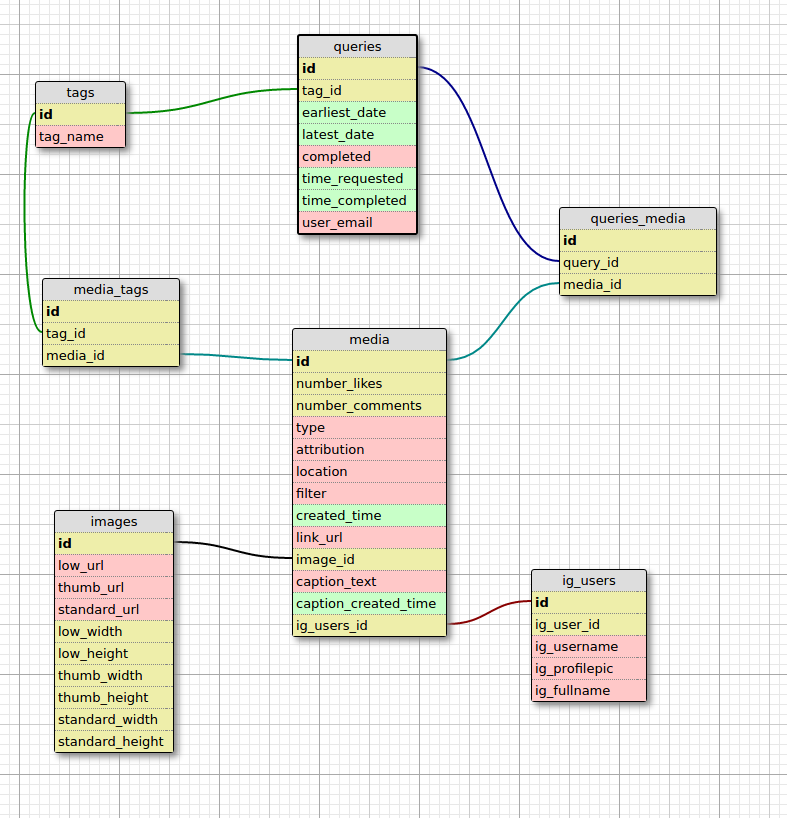 queries
id
tag_id
earliest_date
latest_date
completed
time_requested
time_completed
user_email
tags
id
tag_name
queries_media
id
query_id
media_id
media_tags
id
tag_id
media_id
media
id
number_likes
number_comments
type
attribution
location
filter
created_time
link_url
image_id
caption_text
caption_created_time
ig_users_id
images
id
low_url
thumb_url
standard_url
low_width
low_height
thumb_width
thumb_height
standard_width
standard_height
ig_users
id
ig_user_id
ig_username
ig_profilepic
ig_fullname